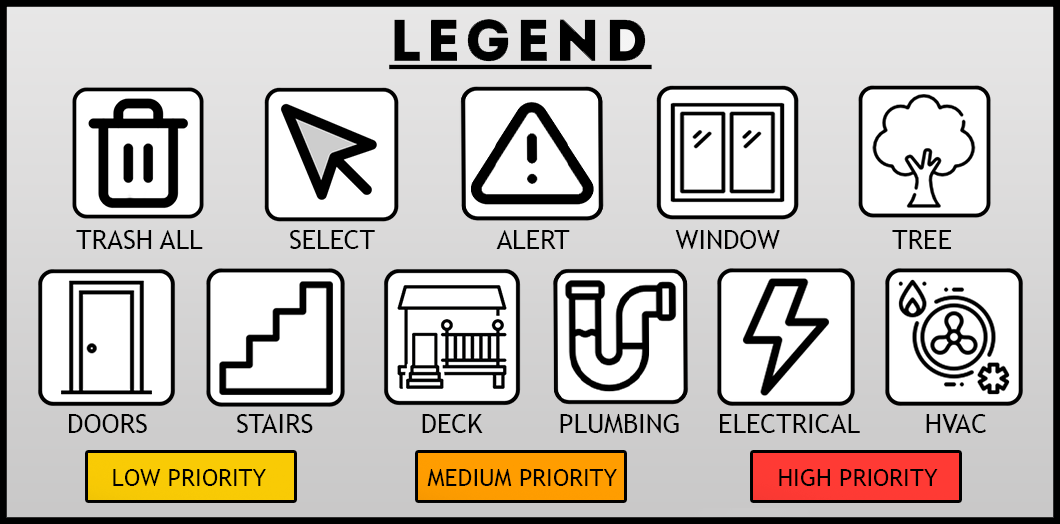 LEGEND
TRASH ALL
SELECT
ALERT
WINDOW
TREE
DOORS
STAIRS
DECK
PLUMBING
ELECTRICAL
HVAC
LOW PRIORITY
MEDIUM PRIORITY
HIGH PRIORITY